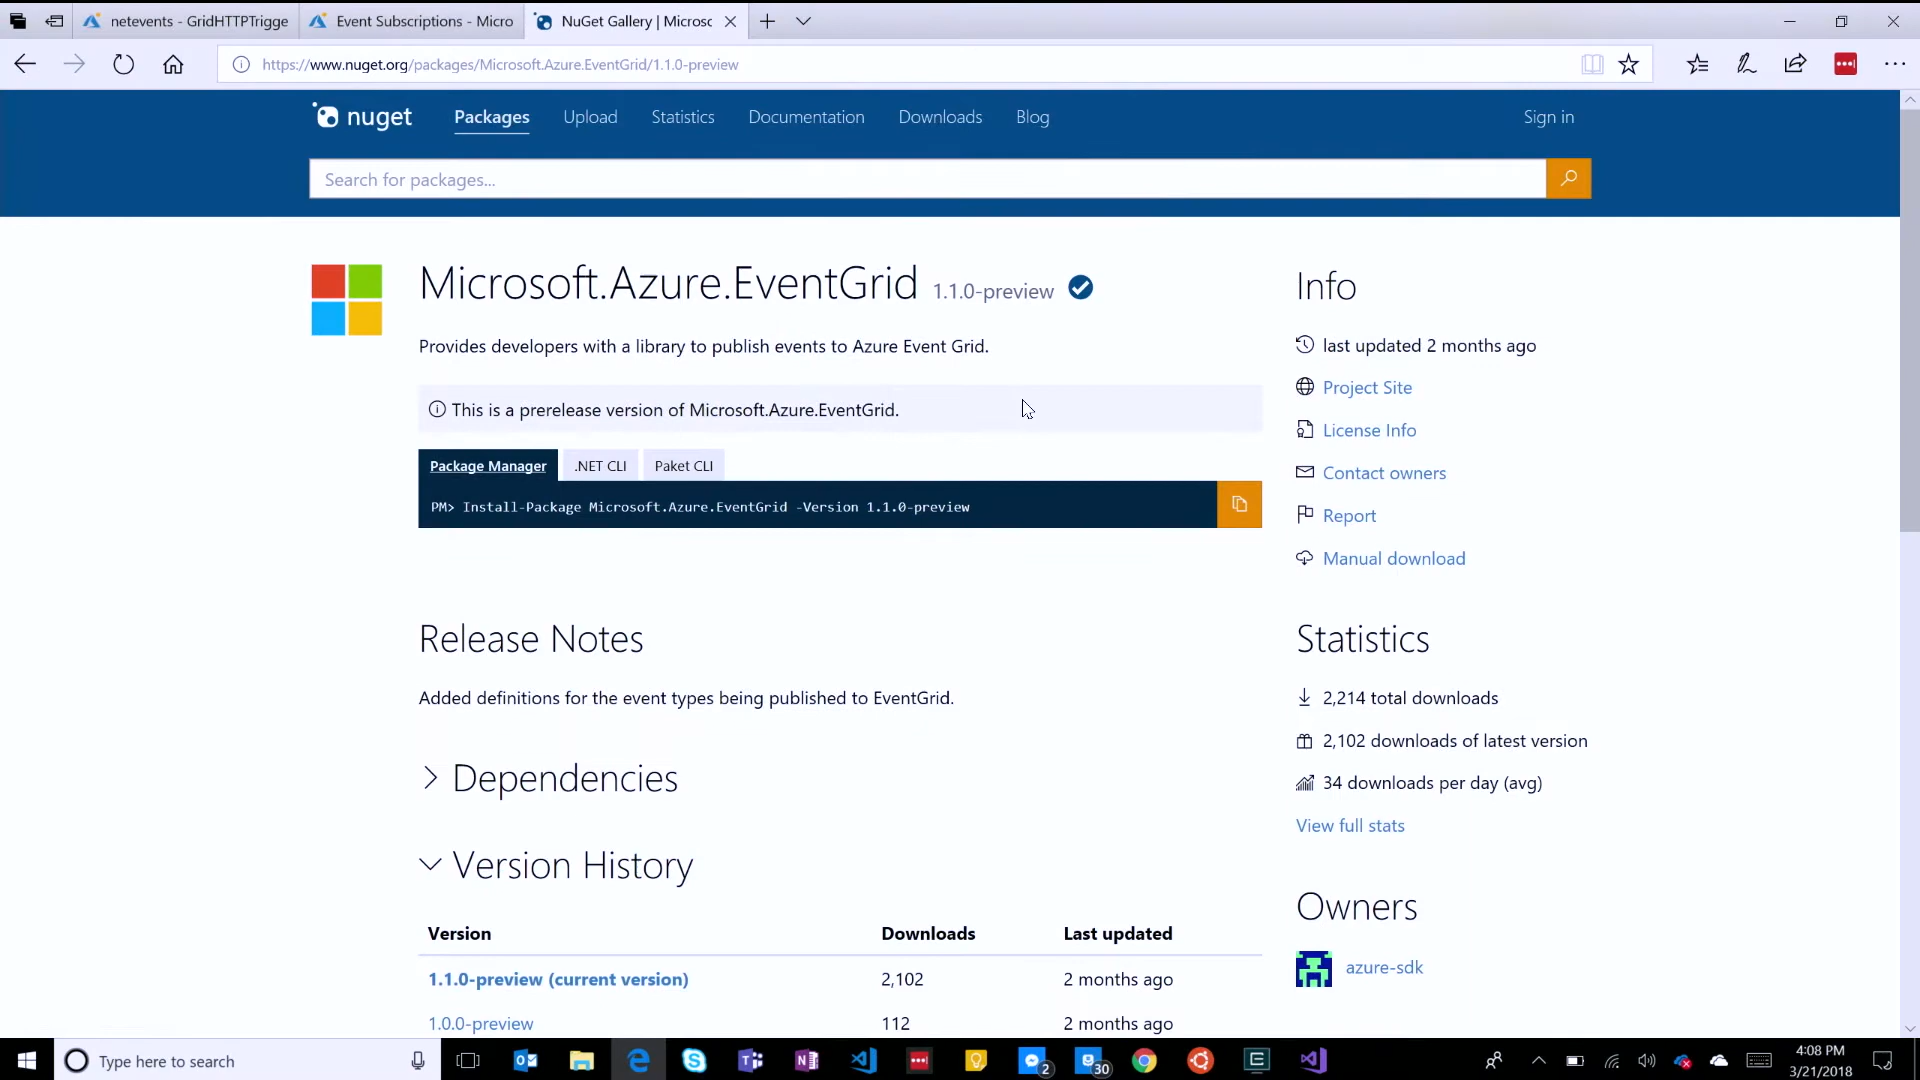 netevents - GridHTTPTrigge
Event Subscriptions - Micro
NuGet Gallery | Microsc
https://www.nuget.org/packages/Microsoft.Azure.EventGrid/1.1.0-preview
nuget
Packages
Upload
Statistics
Documentation
Downloads
Blog
Sign in
Search for packages...
Microsoft.Azure.EventGrid 1.1.0-preview
Provides developers with a library to publish events to Azure Event Grid.
This is a prerelease version of Microsoft.Azure.EventGrid.
Package Manager
.NET CLI
Paket CLI
PM> Install-Package Microsoft.Azure.EventGrid -Version 1.1.0-preview
Release Notes
Added definitions for the event types being published to EventGrid.
Dependencies
Version History
Version Downloads Last updated
1.1.0-preview (current version) 2,102 2 months ago
1.0.0-preview 112 2 months ago
Info
last updated 2 months ago
Project Site
License Info
Contact owners
Report
Manual download
Statistics
2,214 total downloads
2,102 downloads of latest version
34 downloads per day (avg)
View full stats
Owners
azure-sdk
Type here to search
2
30
4:08 PM
3/21/2018